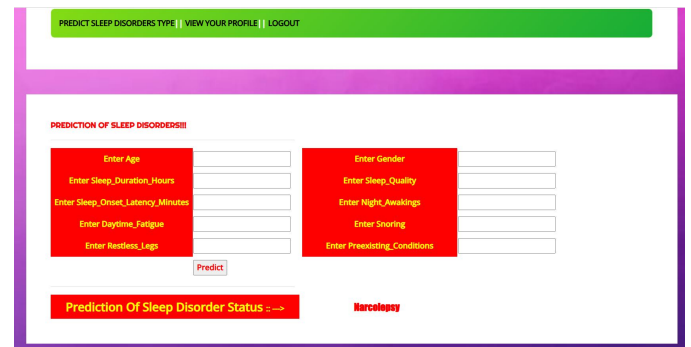 PREDICT SLEEP DISORDERS TYPE || VIEW YOUR PROFILE || LOGOUT
PREDICTION OF SLEEP DISORDERS!!!
Enter Age Enter Gender
Enter Sleep_Duration_Hours Enter Sleep_Quality
Enter Sleep_Onset_Latency_Minutes Enter Night_Awakings
Enter Daytime_Fatigue Enter Snoring
Enter Restless_Legs Enter Preexisting_Conditions
Predict
Prediction Of Sleep Disorder Status :: ---> Narcolepsy